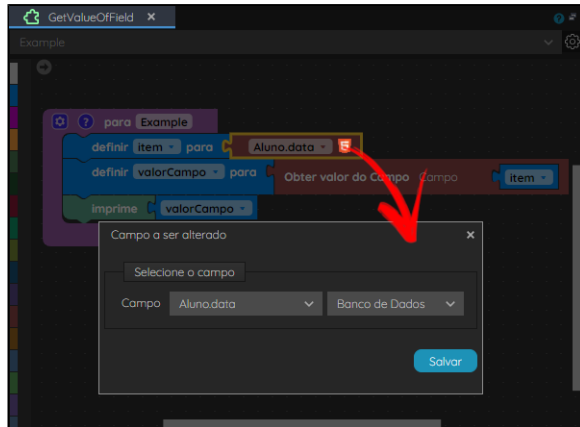 GetValueOfField ×
Example
? para Example
definir item para Aluno.data
definir valorCampo para Obter valor do Campo Campo item
imprime valorCampo
Campo a ser alterado ×
Selecione o campo
Campo Aluno.data Banco de Dados
Salvar